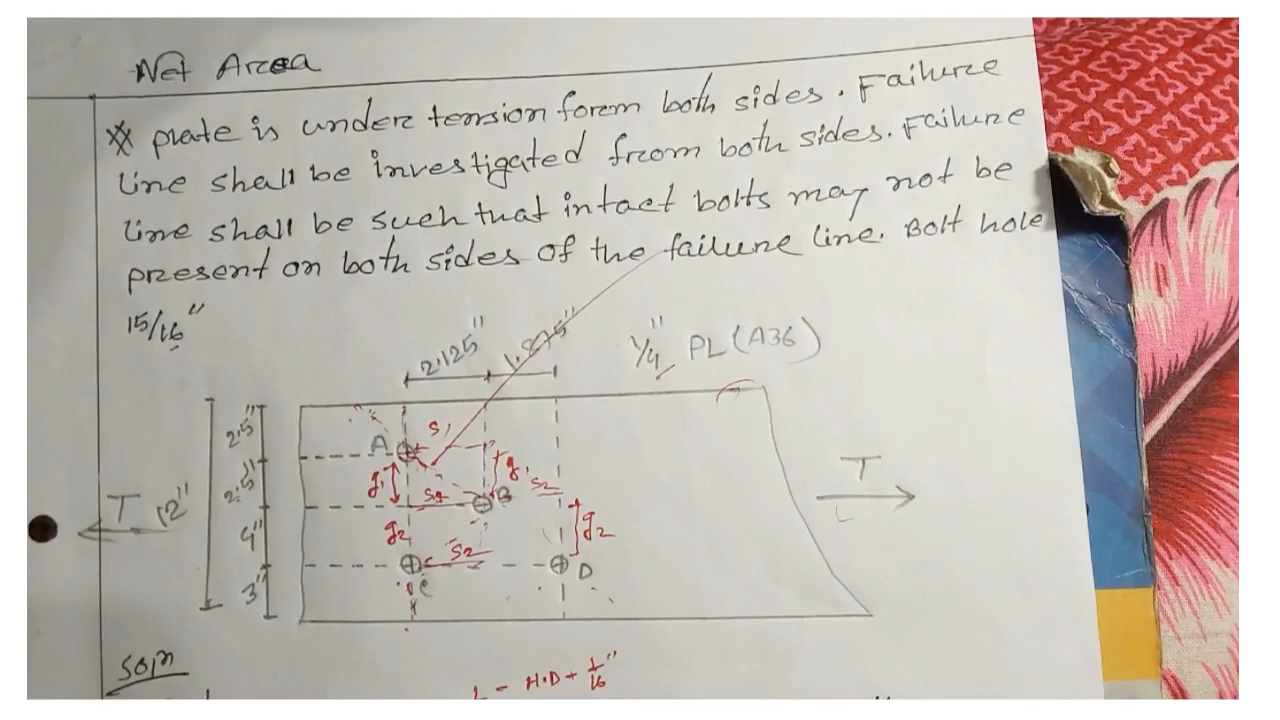 Net Area
※ plate is under tension form both sides. Failure
Line shall be investigated from both sides. Failure
Line shall be such that intact bolts may not be
present on both sides of the failure line. Bolt hole
15/16"
2.125" 1.875" 1/4" PL (A36)
2.5"
A S1
2.5" g1 g1 S2
T 12" S1 B T
4" g2 S2 g2
C D
3"
Soln
H.D + 1/16"